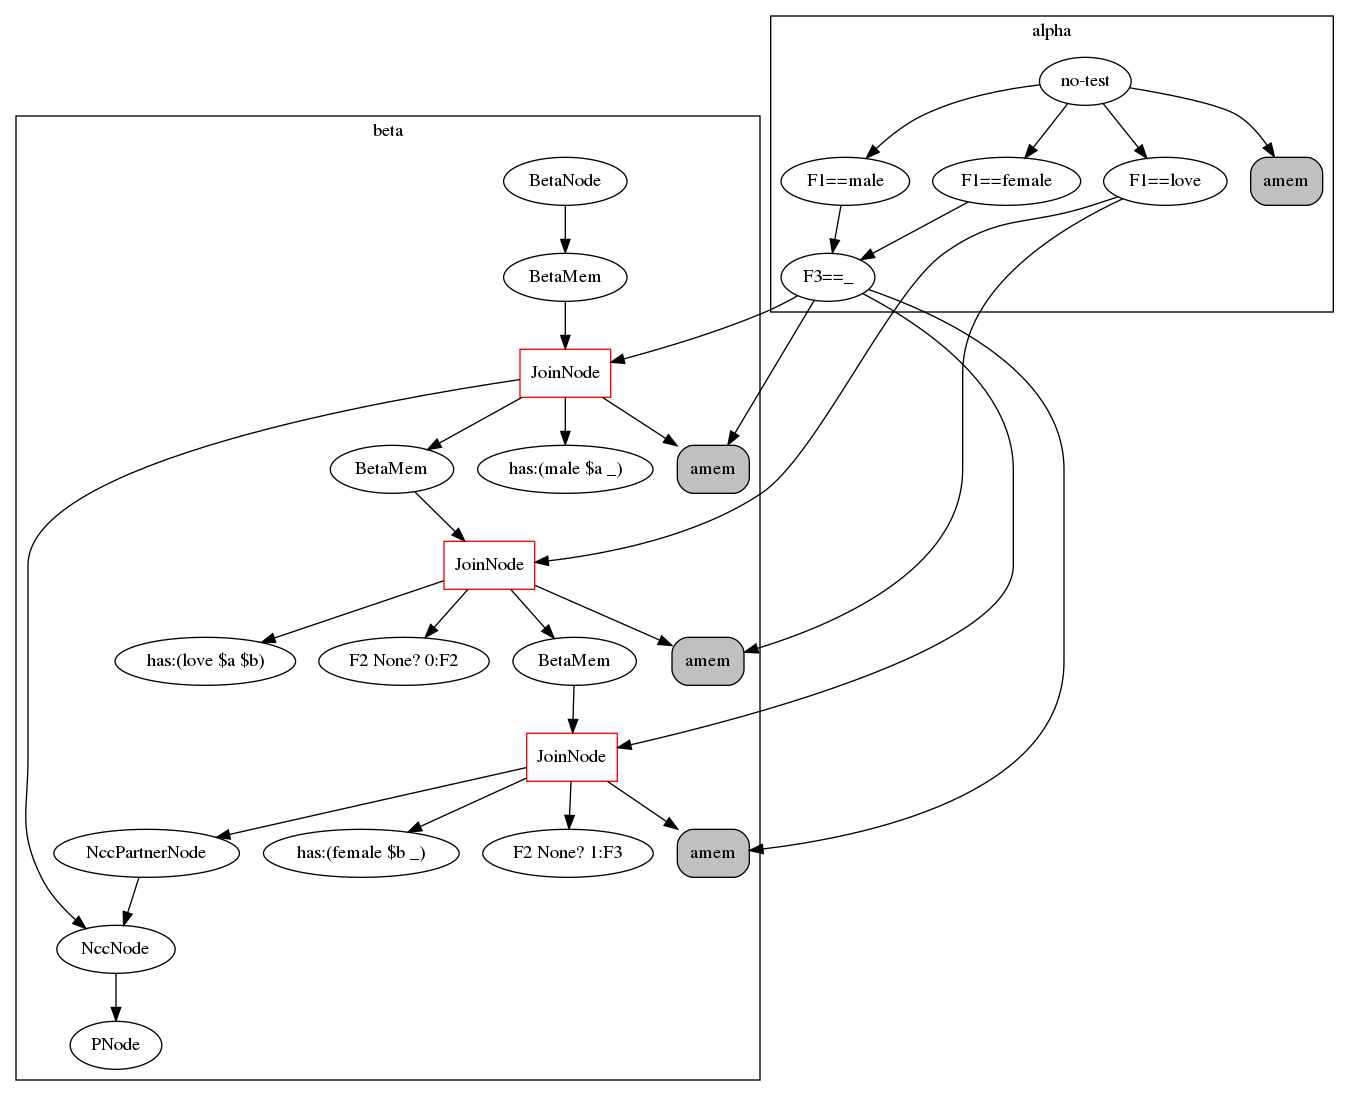 alpha
no-test
beta
BetaNode
F1==male
F1==female
F1==love
amem
BetaMem
F3==_
JoinNode
BetaMem
has:(male $a _)
amem
JoinNode
has:(love $a $b)
F2 None? 0:F2
BetaMem
amem
JoinNode
NccPartnerNode
has:(female $b _)
F2 None? 1:F3
amem
NccNode
PNode